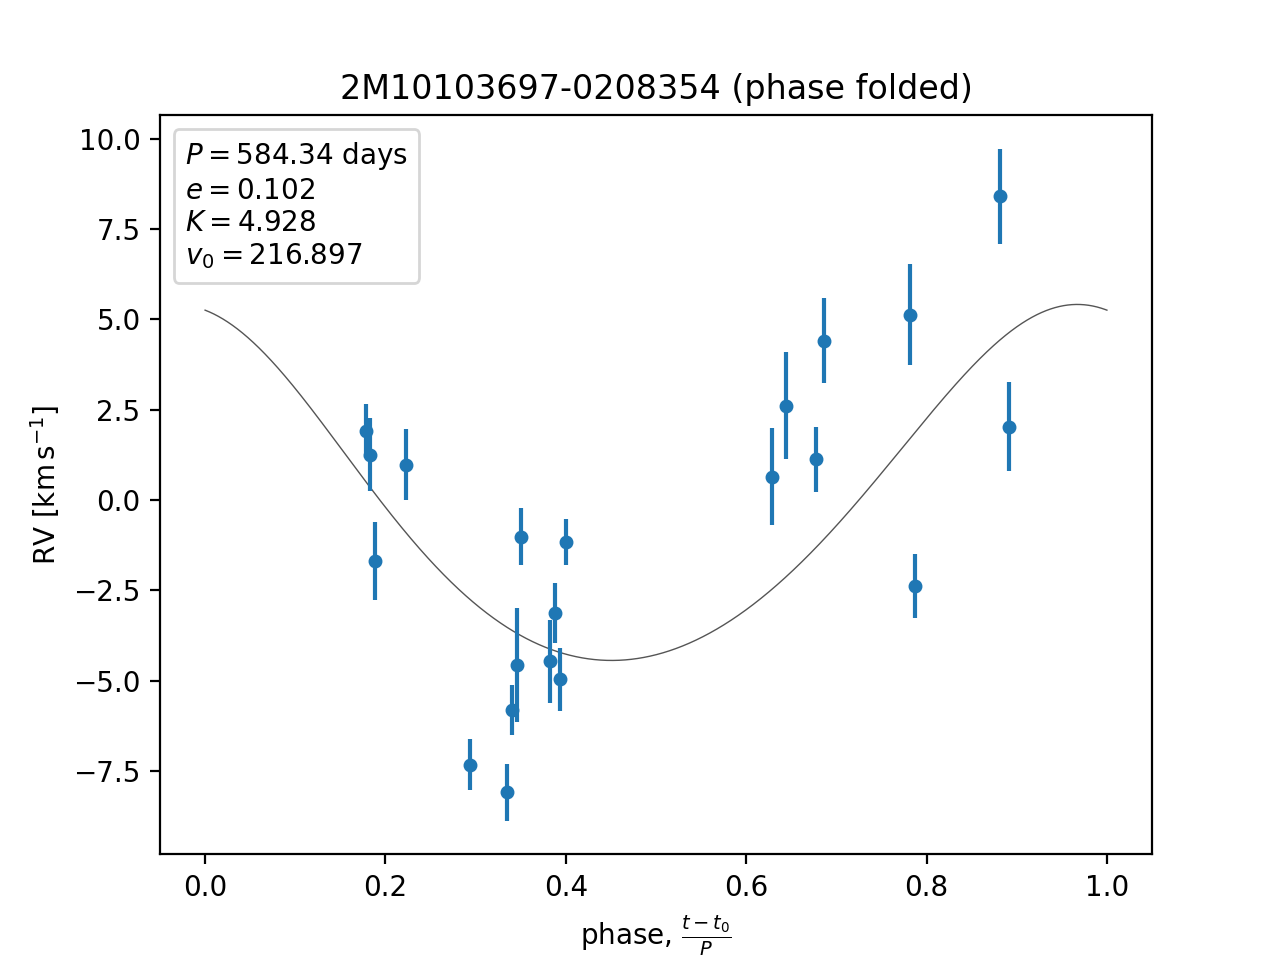 2M10103697-0208354 (phase folded)
P = 584.34 days
e = 0.102
K = 4.928
v₀ = 216.897
RV [km s⁻¹]
10.0
7.5
5.0
2.5
0.0
−2.5
−5.0
−7.5
0.0 0.2 0.4 0.6 0.8 1.0
phase, (t − t₀)/P